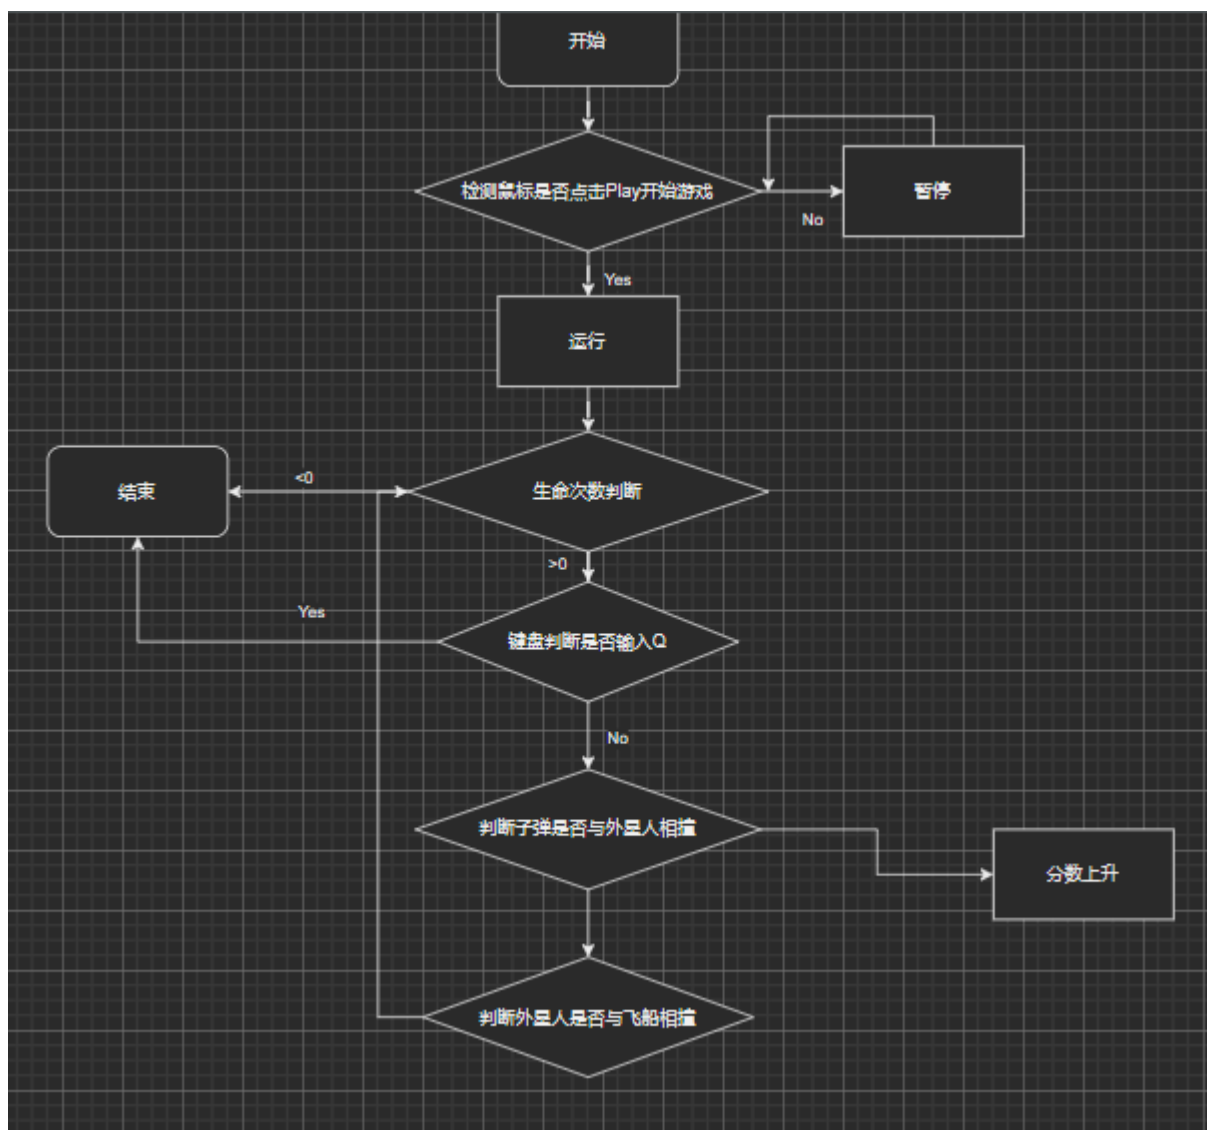 开始
检测鼠标是否点击Play开始游戏
No
暂停
Yes
运行
结束
<0
生命次数判断
>0
Yes
键盘判断是否输入Q
No
判断子弹是否与外星人相撞
分数上升
判断外星人是否与飞船相撞